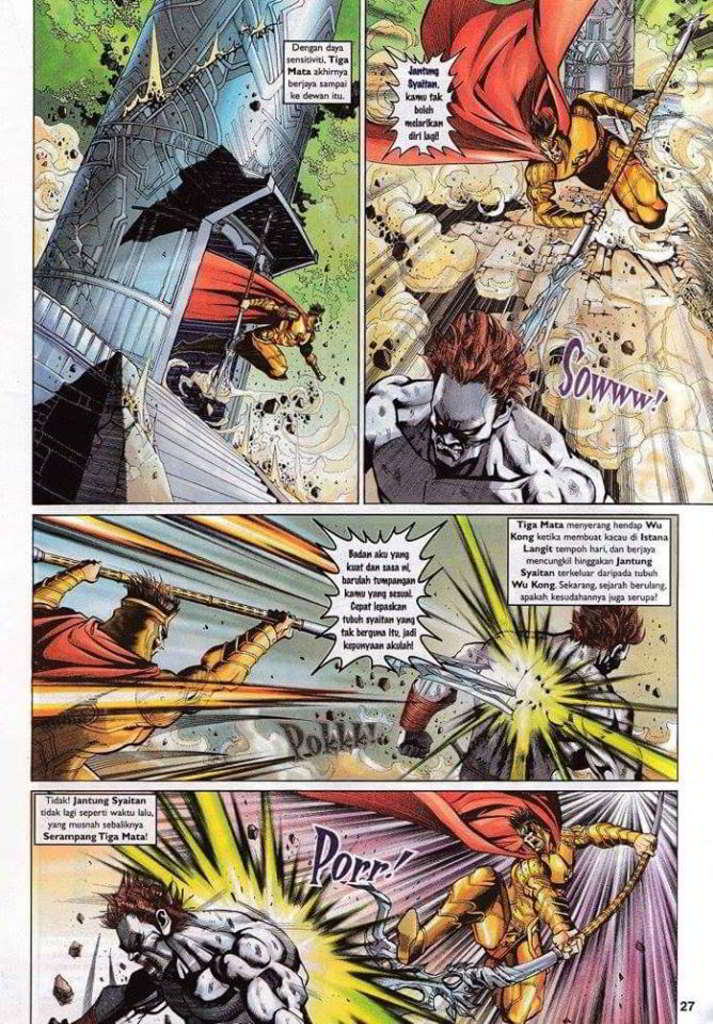 Dengan daya
sensitiviti, Tiga
Mata akhirnya
berjaya sampai
ke dewan itu.
Jantung
Syaitan,
kamu tak
boleh
melarikan
diri lagi!
Sowww!
Badan aku yang
kuat dan sasa ni,
barulah tumpangan
kamu yang sesuai.
Cepat lepaskan
tubuh syaitan yang
tak berguna itu, jadi
kepunyaan akulah!
Tiga Mata menyerang hendap Wu
Kong ketika membuat kacau di Istana
Langit tempoh hari, dan berjaya
mencungkil hinggakan Jantung
Syaitan terkeluar daripada tubuh
Wu Kong. Sekarang, sejarah berulang,
apakah kesudahannya juga serupa!
Pokkk!
Tidak! Jantung Syaitan
tidak lagi seperti waktu lalu,
yang musnah sebaliknya
Serampang Tiga Mata!
Porr!
27